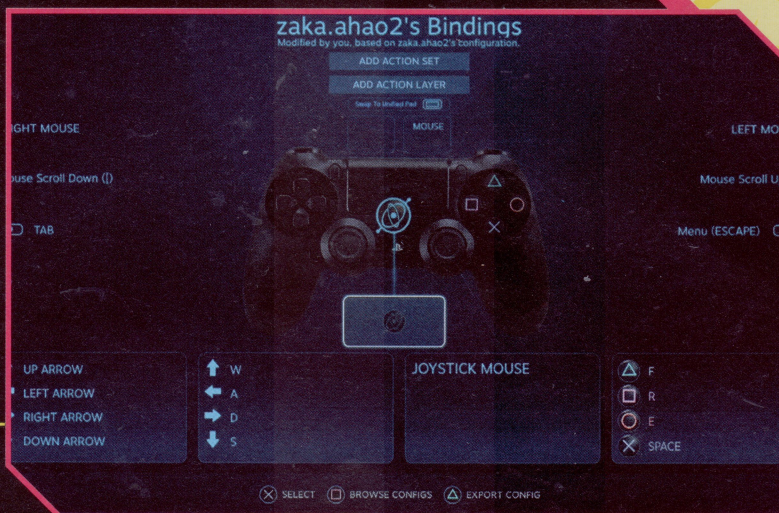 zaka.ahao2's Bindings
Modified by you, based on zaka.ahao2's configuration.
ADD ACTION SET
ADD ACTION LAYER
Swap To Unified Pad
MOUSE
IGHT MOUSE
LEFT MO
ouse Scroll Down (|)
Mouse Scroll U
TAB
Menu (ESCAPE)
UP ARROW
LEFT ARROW
RIGHT ARROW
DOWN ARROW
W
A
D
S
JOYSTICK MOUSE
F
R
E
SPACE
SELECT
BROWSE CONFIGS
EXPORT CONFIG